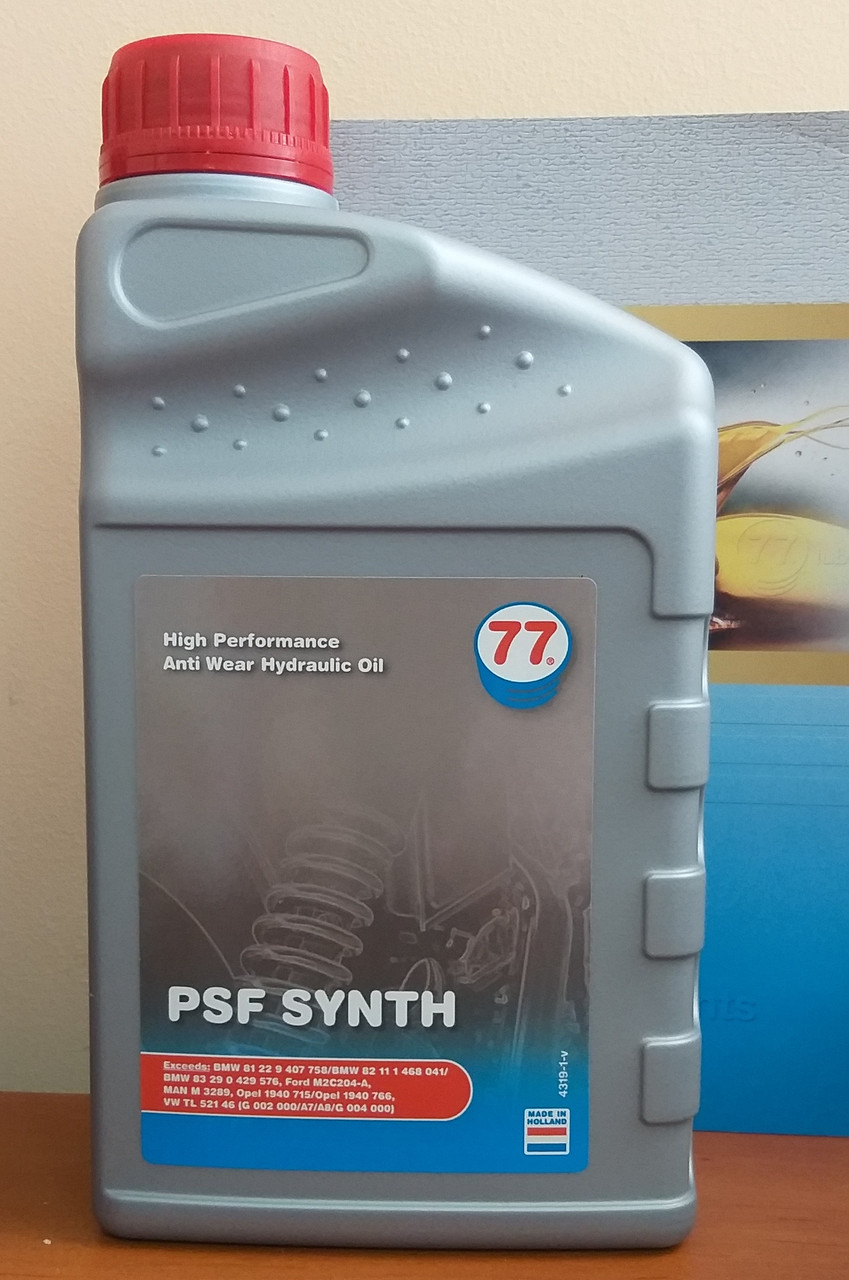 High Performance
Anti Wear Hydraulic Oil
77®
PSF SYNTH
Exceeds: BMW 81 22 9 407 758/BMW 82 11 1 468 041/
BMW 83 29 0 429 576, Ford M2C204-A,
MAN M 3289, Opel 1940 715/Opel 1940 766,
VW TL 521 46 (G 002 000/A7/A8/G 004 000)
4319-1-v
MADE IN
HOLLAND
77